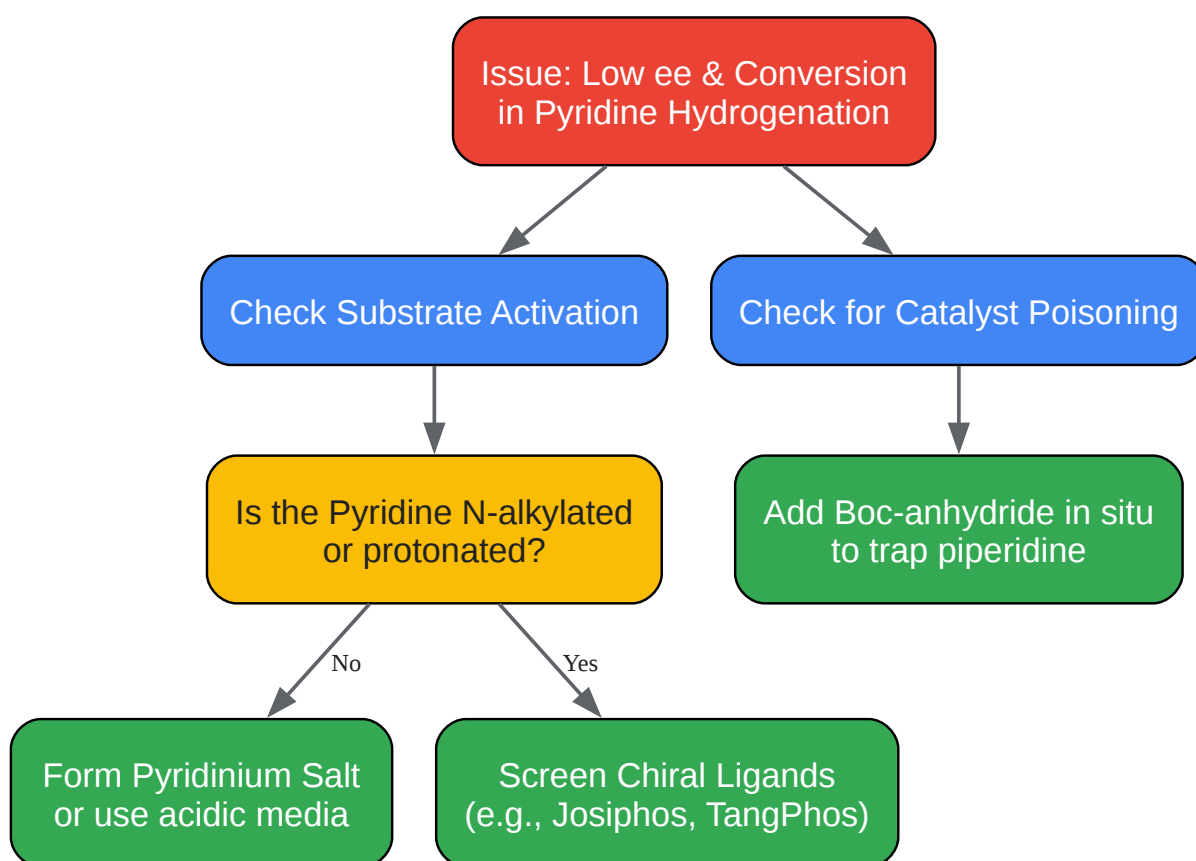 Issue: Low ee & Conversion
in Pyridine Hydrogenation
Check Substrate Activation
Check for Catalyst Poisoning
Is the Pyridine N-alkylated
or protonated?
Add Boc-anhydride in situ
to trap piperidine
No
Yes
Form Pyridinium Salt
or use acidic media
Screen Chiral Ligands
(e.g., Josiphos, TangPhos)